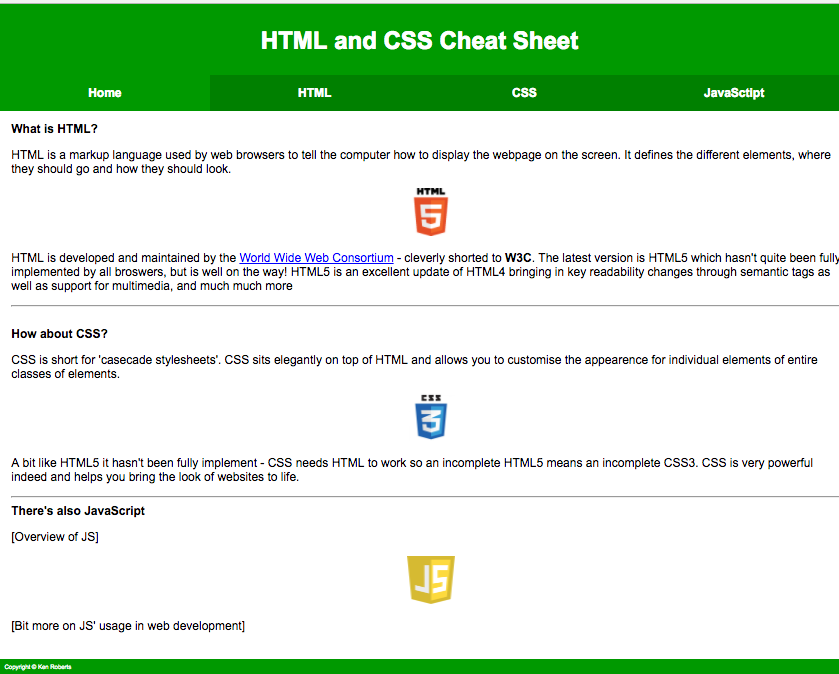 HTML and CSS Cheat Sheet
Home HTML CSS JavaSctipt
What is HTML?
HTML is a markup language used by web browsers to tell the computer how to display the webpage on the screen. It defines the different elements, where
they should go and how they should look.
HTML
5
HTML is developed and maintained by the World Wide Web Consortium - cleverly shorted to W3C. The latest version is HTML5 which hasn't quite been fully
implemented by all broswers, but is well on the way! HTML5 is an excellent update of HTML4 bringing in key readability changes through semantic tags as
well as support for multimedia, and much much more
How about CSS?
CSS is short for 'casecade stylesheets'. CSS sits elegantly on top of HTML and allows you to customise the appearence for individual elements of entire
classes of elements.
CSS
3
A bit like HTML5 it hasn't been fully implement - CSS needs HTML to work so an incomplete HTML5 means an incomplete CSS3. CSS is very powerful
indeed and helps you bring the look of websites to life.
There's also JavaScript
[Overview of JS]
JS
[Bit more on JS' usage in web development]
Copyright © Ken Roberts